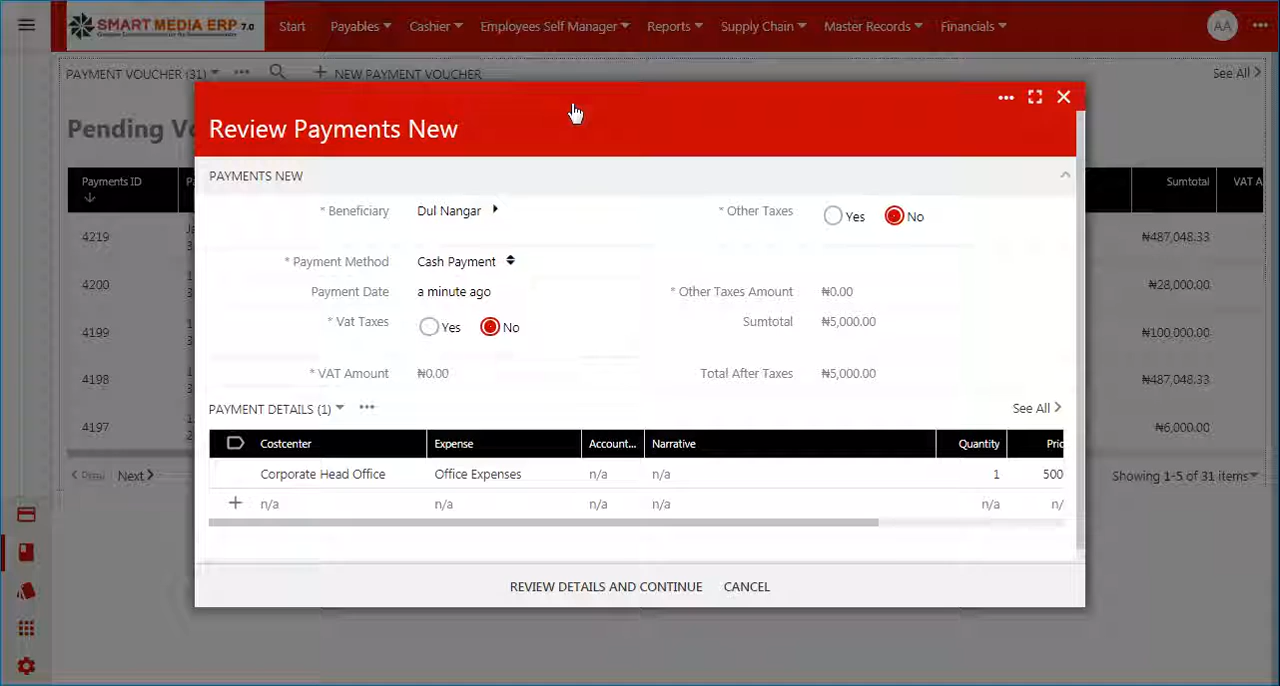 SMART MEDIA ERP 7.0 Start Payables Cashier Employees Self Manager Reports Supply Chain Master Records Financials AA
PAYMENT VOUCHER (31) NEW PAYMENT VOUCHER See All
Review Payments New
Pending
Payments ID Sumtotal VAT A
PAYMENTS NEW
* Beneficiary Dul Nangar * Other Taxes Yes No
4219 ₦487,048.33
* Payment Method Cash Payment
4200 ₦28,000.00
Payment Date a minute ago * Other Taxes Amount ₦0.00
* Vat Taxes Yes No Sumtotal ₦5,000.00
4199 ₦100,000.00
* VAT Amount ₦0.00 Total After Taxes ₦5,000.00
4198 ₦487,048.33
PAYMENT DETAILS (1) See All
4197 ₦6,000.00
Costcenter Expense Account... Narrative Quantity Pric
Corporate Head Office Office Expenses n/a n/a 1 500
Prev Next Showing 1-5 of 31 items
n/a n/a n/a n/a n/a n/
REVIEW DETAILS AND CONTINUE CANCEL